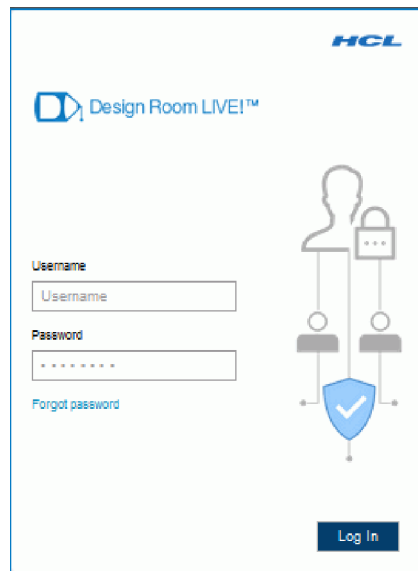 HCL
Design Room LIVE!™
Username
Username
Password
Forgot password
Log In